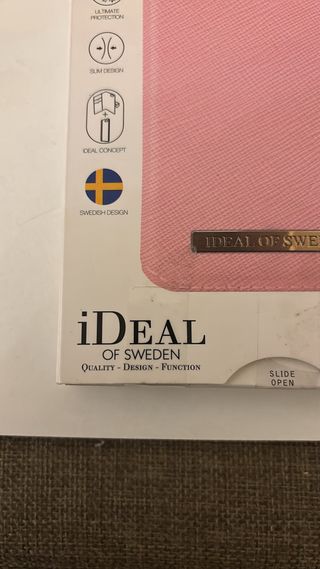 ULTIMATE
PROTECTION
SLIM DESIGN
IDEAL CONCEPT
SWEDISH DESIGN
IDEAL OF SWE
iDEAL
OF SWEDEN
QUALITY - DESIGN - FUNCTION
SLIDE
OPEN